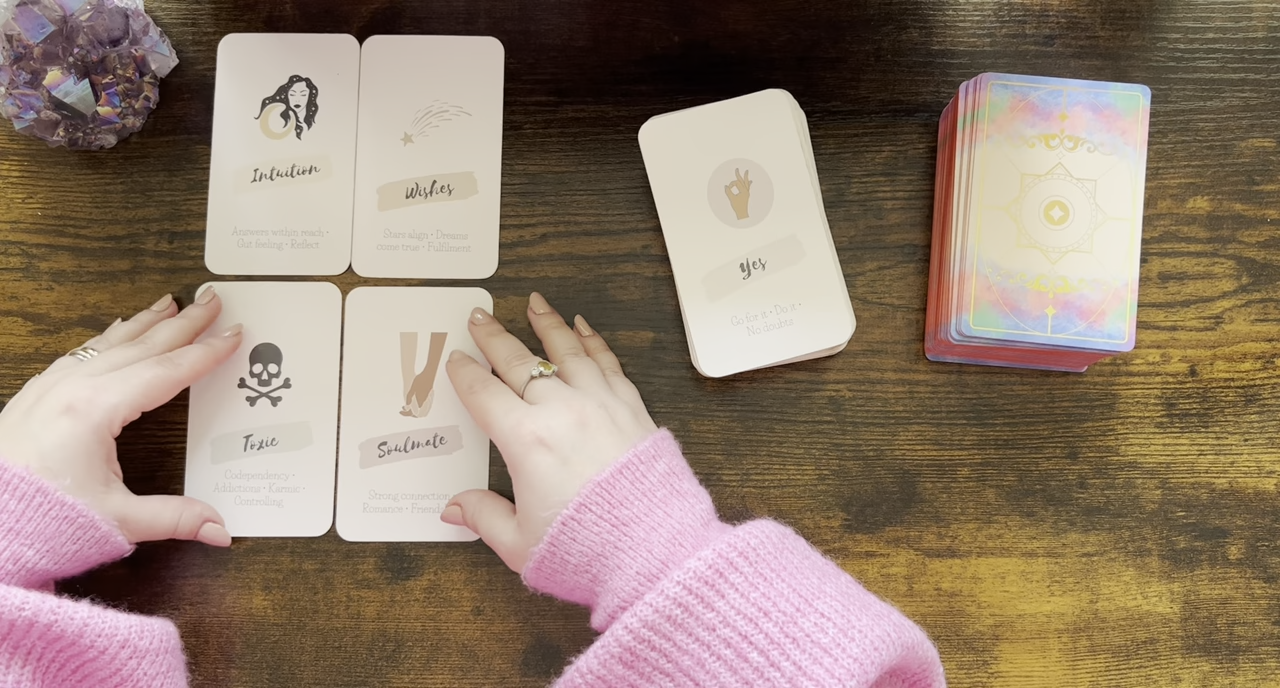 Intuition
Answers within reach •
Gut feeling • Reflect
Wishes
Stars align • Dreams
come true • Fulfilment
Yes
Go for it • Do it •
No doubts
Toxic
Codependency •
Addictions • Karmic •
Controlling
Soulmate
Strong connection
Romance •